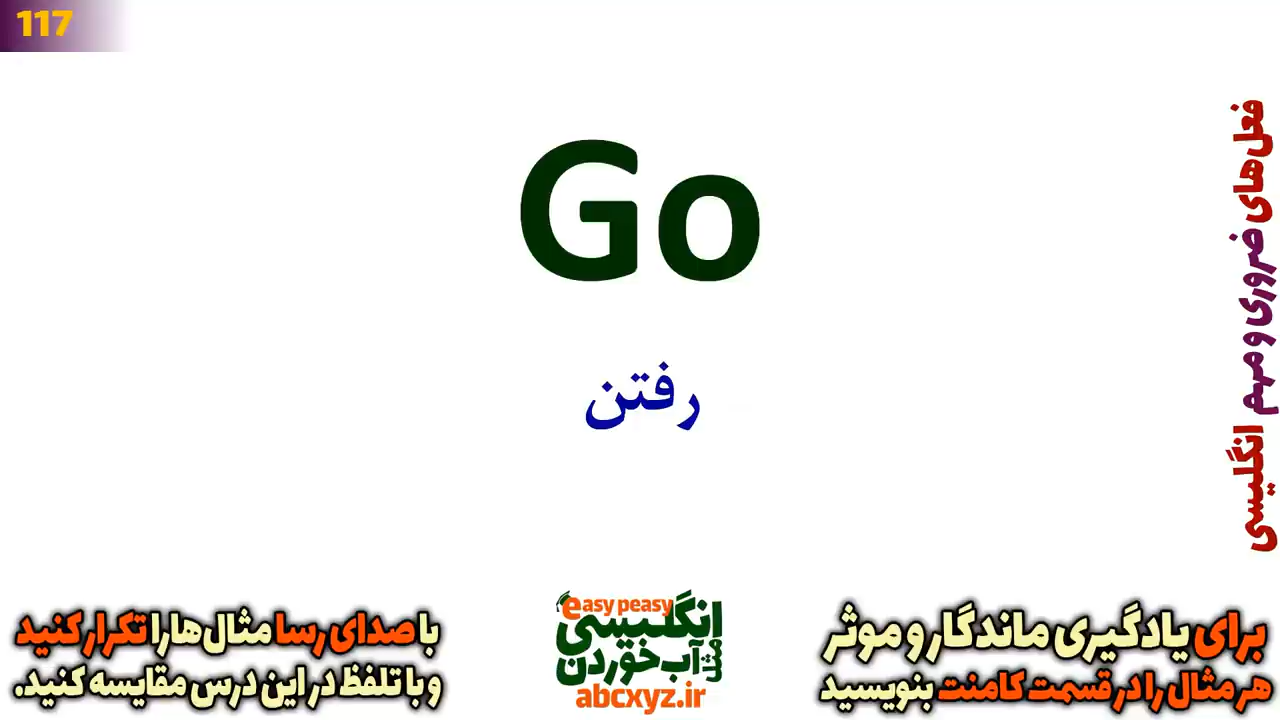 117
Go
رفتن
فعل‌های ضروری و مهم انگلیسی
برای یادگیری ماندگار و موثر
هر مثال را در قسمت کامنت بنویسید
easy peasy
انگلیسی
مثل آب خوردن
abcxyz.ir
با صدای رسا مثال‌ها را تکرار کنید
و با تلفظ در این درس مقایسه کنید.